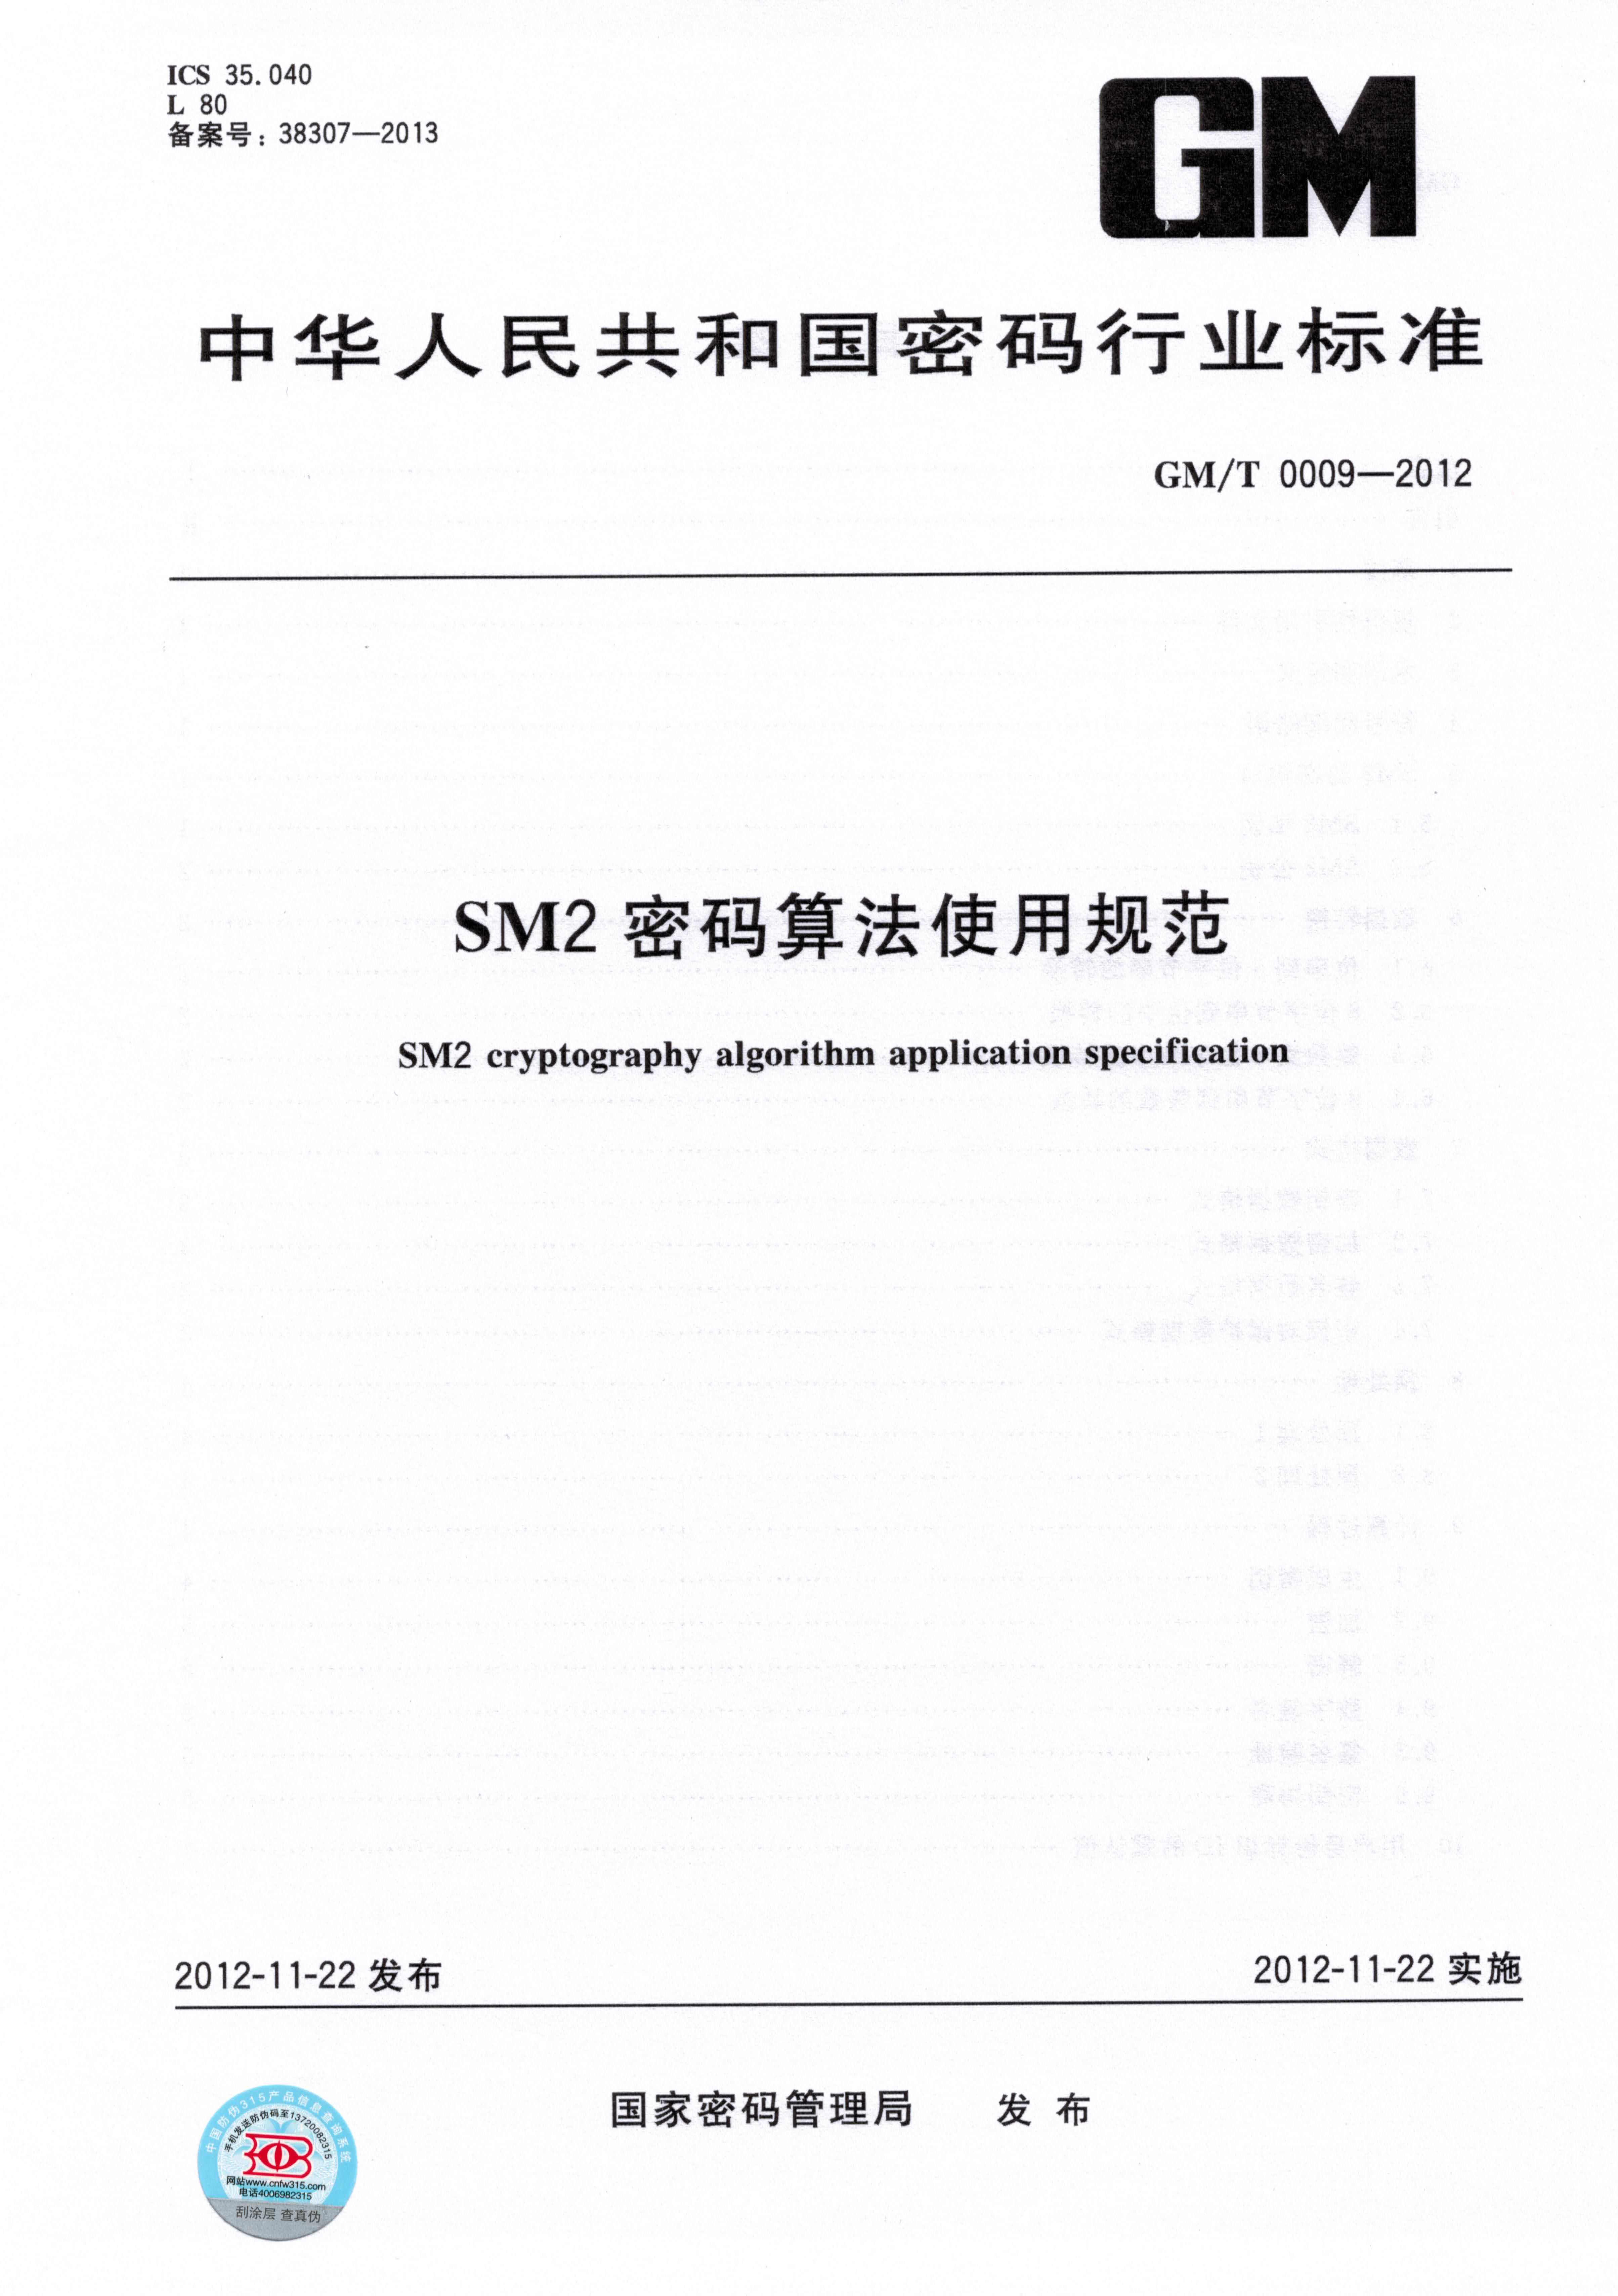 ICS 35.040
L 80
备案号：38307—2013
GM
中华人民共和国密码行业标准
GM/T 0009—2012
SM2 密码算法使用规范
SM2 cryptography algorithm application specification
2012-11-22 发布
2012-11-22 实施
国家密码管理局 发布
中国防伪315产品信息查询系统
手机发送防伪码至13720082315
网站www.cnfw315.com
电话4006982315
刮涂层 查真伪